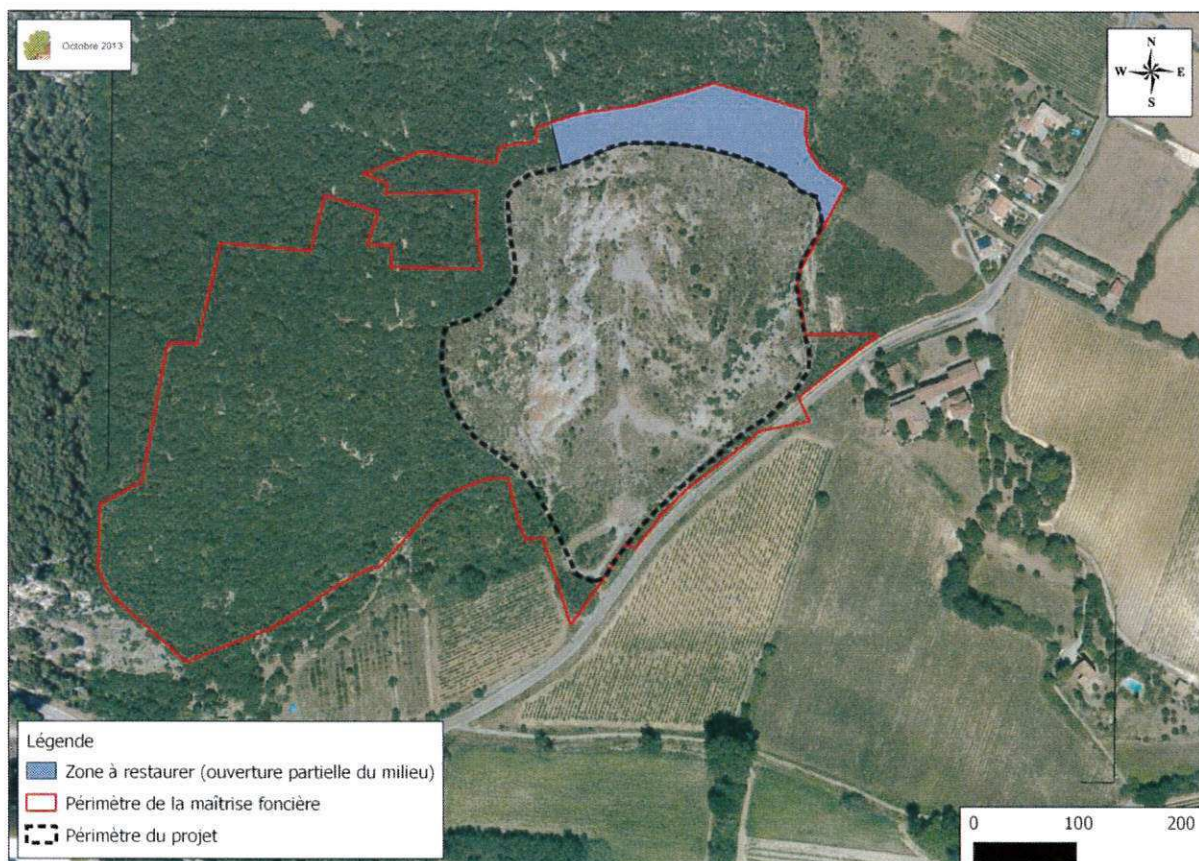 Octobre 2013
N
W E
S
Légende
Zone à restaurer (ouverture partielle du milieu)
Périmètre de la maîtrise foncière
Périmètre du projet
0 100 200